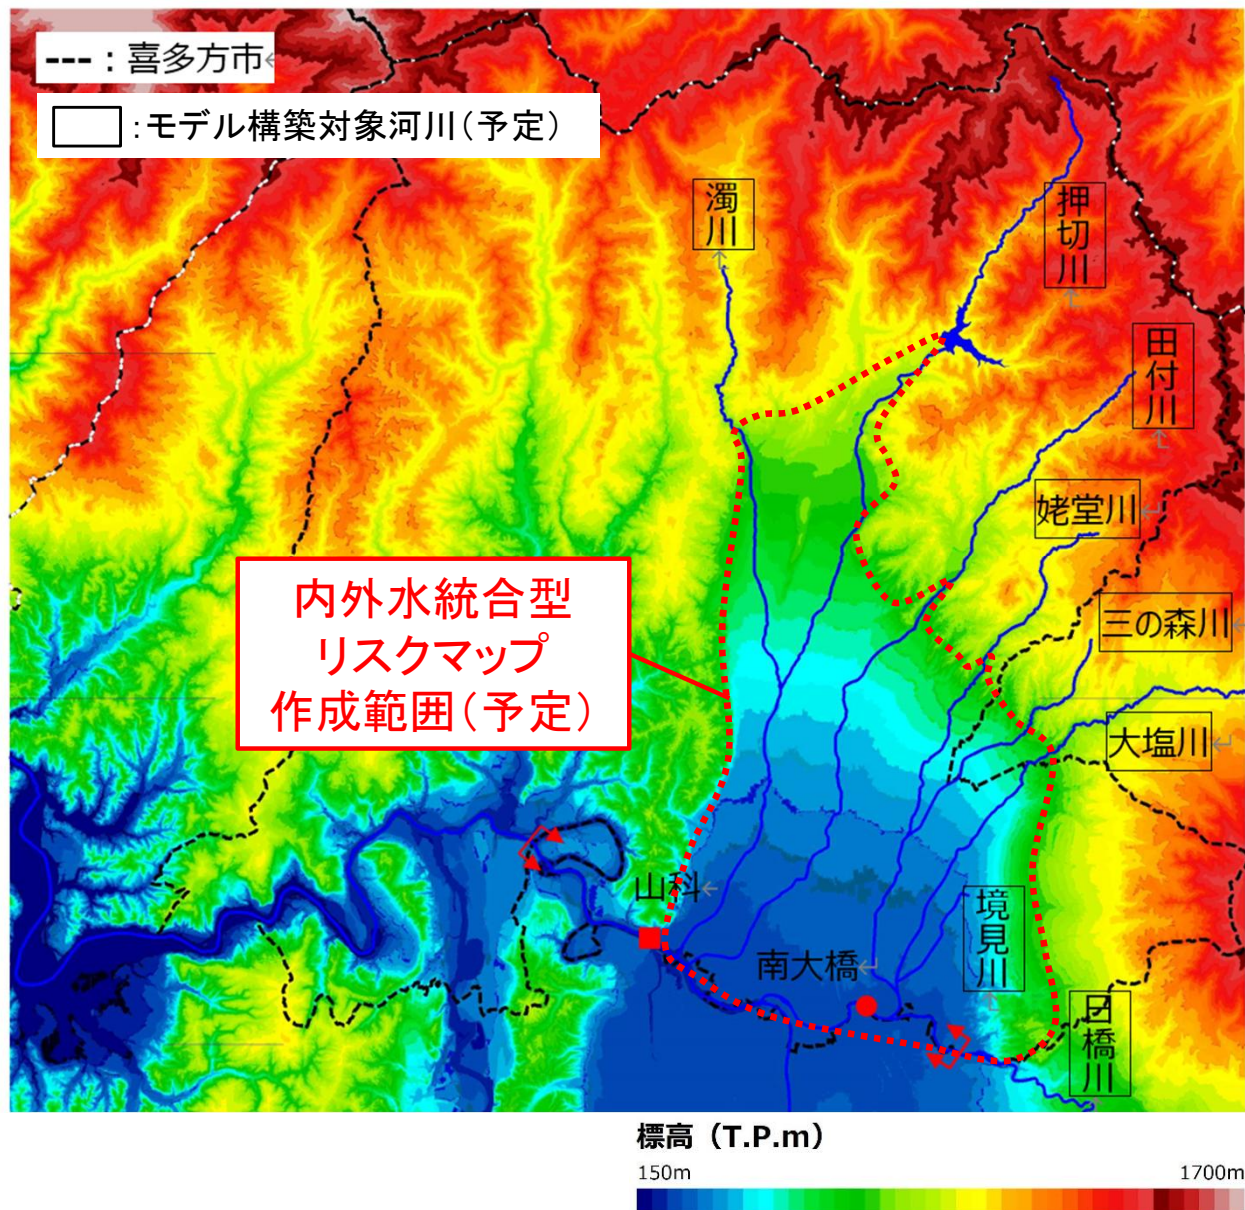 ---：喜多方市
：モデル構築対象河川（予定）
濁川
押切川
田付川
姥堂川
内外水統合型
リスクマップ
作成範囲（予定）
三の森川
大塩川
山科
境見川
南大橋
日橋川
標高（T.P.m）
150m
1700m